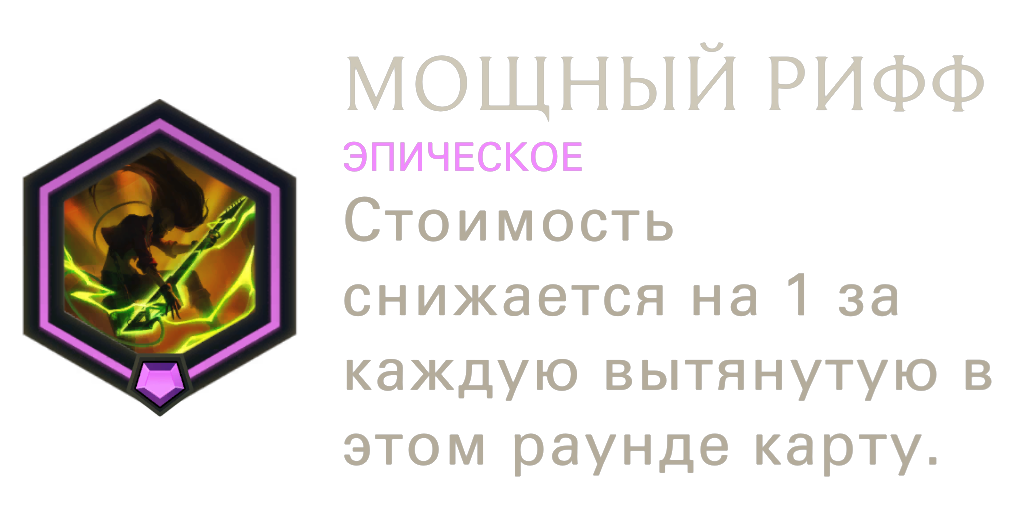 МОЩНЫЙ РИФФ
ЭПИЧЕСКОЕ
Стоимость
снижается на 1 за
каждую вытянутую в
этом раунде карту.